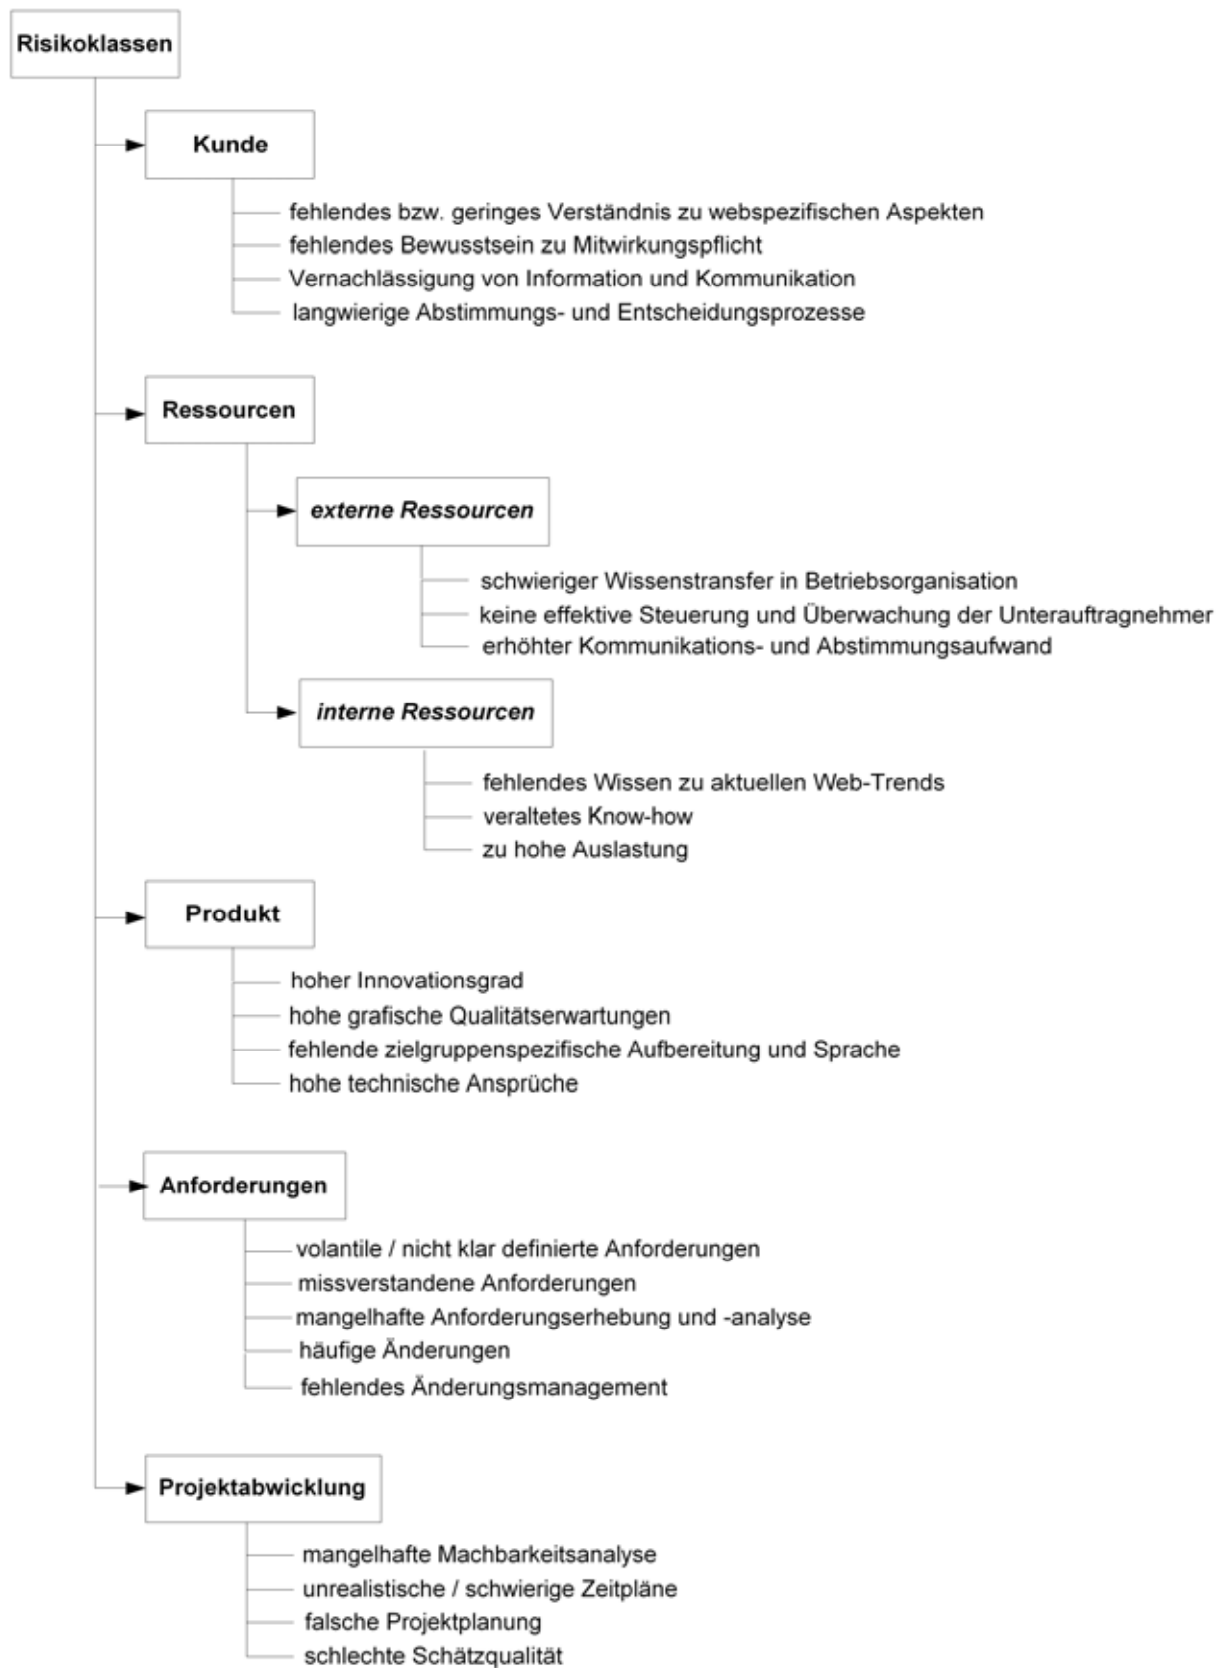 Risikoklassen
Kunde
fehlendes bzw. geringes Verständnis zu webspezifischen Aspekten
fehlendes Bewusstsein zu Mitwirkungspflicht
Vernachlässigung von Information und Kommunikation
langwierige Abstimmungs- und Entscheidungsprozesse
Ressourcen
externe Ressourcen
schwieriger Wissenstransfer in Betriebsorganisation
keine effektive Steuerung und Überwachung der Unterauftragnehmer
erhöhter Kommunikations- und Abstimmungsaufwand
interne Ressourcen
fehlendes Wissen zu aktuellen Web-Trends
veraltetes Know-how
zu hohe Auslastung
Produkt
hoher Innovationsgrad
hohe grafische Qualitätserwartungen
fehlende zielgruppenspezifische Aufbereitung und Sprache
hohe technische Ansprüche
Anforderungen
volantile / nicht klar definierte Anforderungen
missverstandene Anforderungen
mangelhafte Anforderungserhebung und -analyse
häufige Änderungen
fehlendes Änderungsmanagement
Projektabwicklung
mangelhafte Machbarkeitsanalyse
unrealistische / schwierige Zeitpläne
falsche Projektplanung
schlechte Schätzqualität